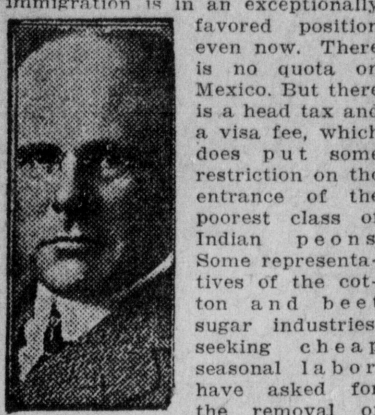 Immigration is in an exceptionally
favored position
even now. There
is no quota on
Mexico. But there
is a head tax and
a visa fee, which
does put some
restriction on the
entrance of the
poorest class of
Indian peons.
Some representa-
tives of the cot-
ton and beet
sugar industries,
seeking cheap
seasonal labor
have asked for
the removal of